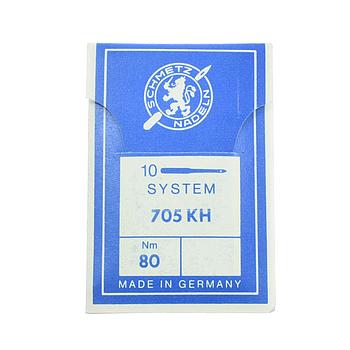 SCHMETZ
NADELN
10
SYSTEM
705 KH
Nm
80
MADE IN GERMANY